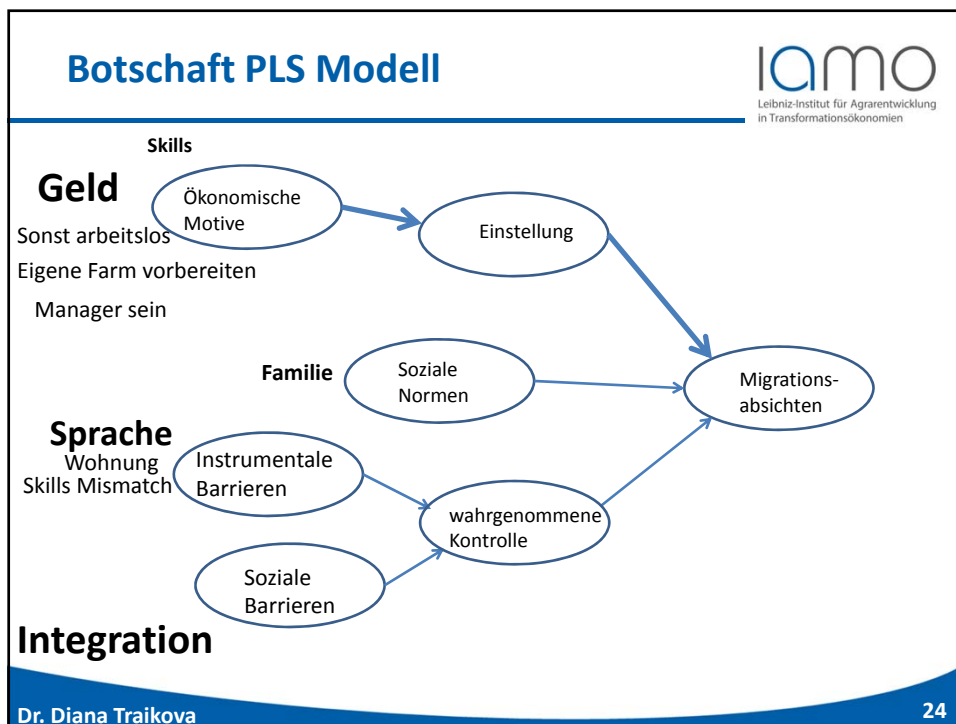 Botschaft PLS Modell
iamo
Leibniz-Institut für Agrarentwicklung
in Transformationsökonomien
Skills
Geld
Ökonomische
Motive
Sonst arbeitslos
Eigene Farm vorbereiten
Manager sein
Einstellung
Familie
Soziale
Normen
Migrations-
absichten
Sprache
Wohnung
Skills Mismatch
Instrumentale
Barrieren
wahrgenommene
Kontrolle
Soziale
Barrieren
Integration
Dr. Diana Traikova
24